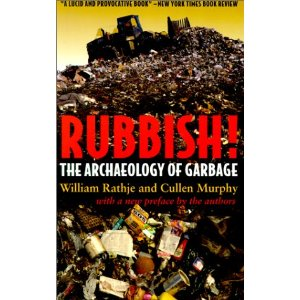 "A LUCID AND PROVOCATIVE BOOK" –NEW YORK TIMES BOOK REVIEW
RUBBISH!
THE ARCHAEOLOGY OF GARBAGE
William Rathje and Cullen Murphy
with a new preface by the authors